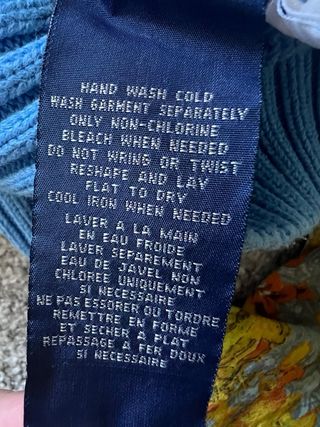 HAND WASH COLD
WASH GARMENT SEPARATELY
ONLY NON-CHLORINE
BLEACH WHEN NEEDED
DO NOT WRING OR TWIST
RESHAPE AND LAY
FLAT TO DRY
COOL IRON WHEN NEEDED
LAVER A LA MAIN
EN EAU FROIDE
LAVER SEPAREMENT
EAU DE JAVEL NON
CHLOREE UNIQUEMENT
SI NECESSAIRE
NE PAS ESSORER OU TORDRE
REMETTRE EN FORME
ET SECHER A PLAT
REPASSAGE A FER DOUX
SI NECESSAIRE